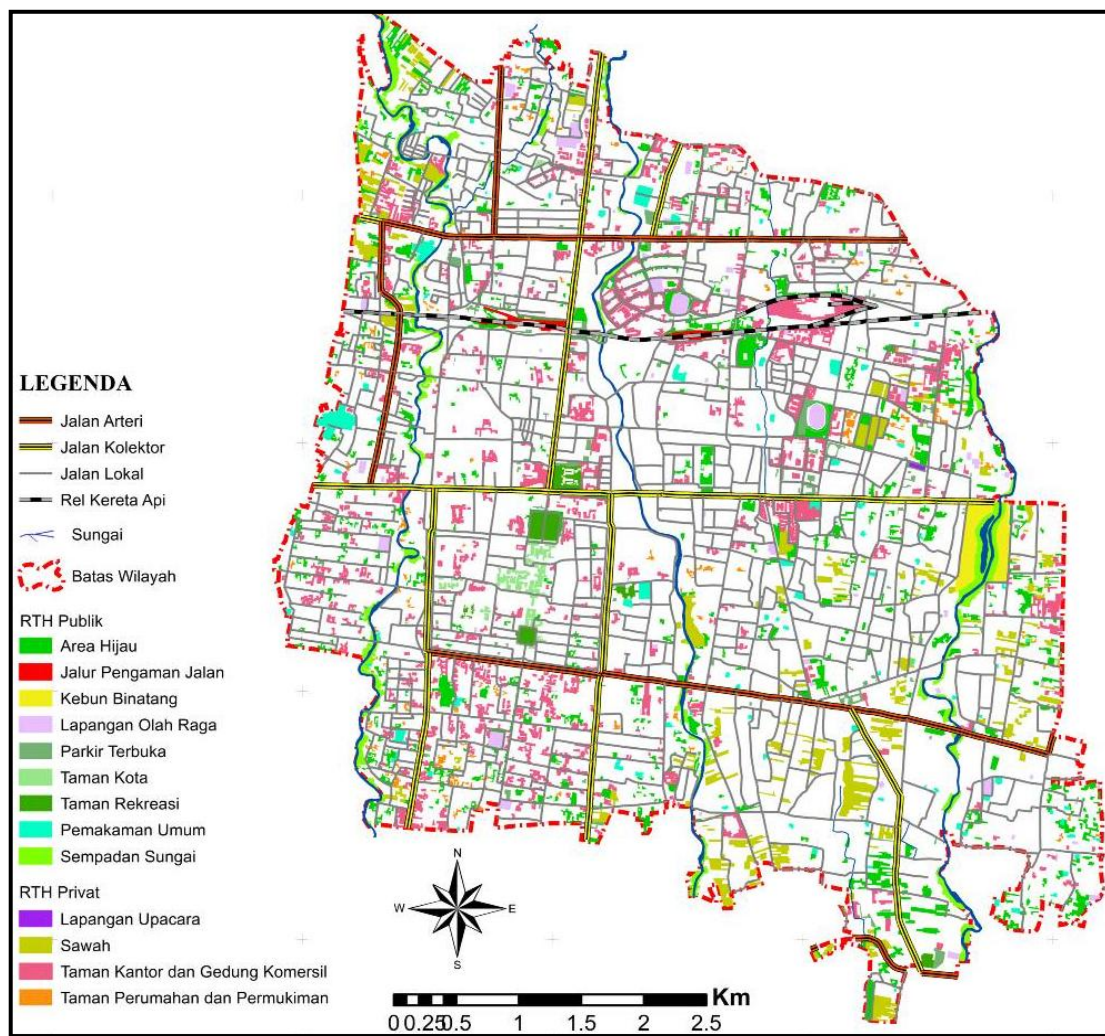 LEGENDA
Jalan Arteri
Jalan Kolektor
Jalan Lokal
Rel Kereta Api
Sungai
Batas Wilayah
RTH Publik
Area Hijau
Jalur Pengaman Jalan
Kebun Binatang
Lapangan Olah Raga
Parkir Terbuka
Taman Kota
Taman Rekreasi
Pemakaman Umum
Sempadan Sungai
RTH Privat
Lapangan Upacara
Sawah
Taman Kantor dan Gedung Komersil
Taman Perumahan dan Permukiman
N
W E
S
Km
0 0.25 0.5 1 1.5 2 2.5